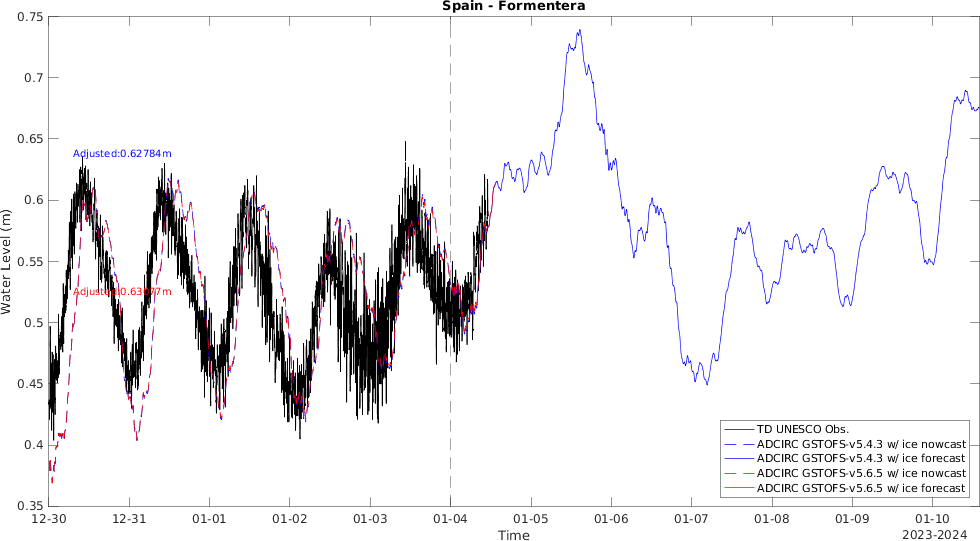 Spain - Formentera
0.75
0.7
0.65
0.6
0.55
0.5
0.45
0.4
0.35
Water Level (m)
Adjusted:0.62784m
12-30 12-31 01-01 01-02 01-03 01-04 01-05 01-06 01-07 01-08 01-09 01-10
Time
2023-2024
TD UNESCO Obs.
ADCIRC GSTOFS-v5.4.3 w/ ice nowcast
ADCIRC GSTOFS-v5.4.3 w/ ice forecast
ADCIRC GSTOFS-v5.6.5 w/ ice nowcast
ADCIRC GSTOFS-v5.6.5 w/ ice forecast